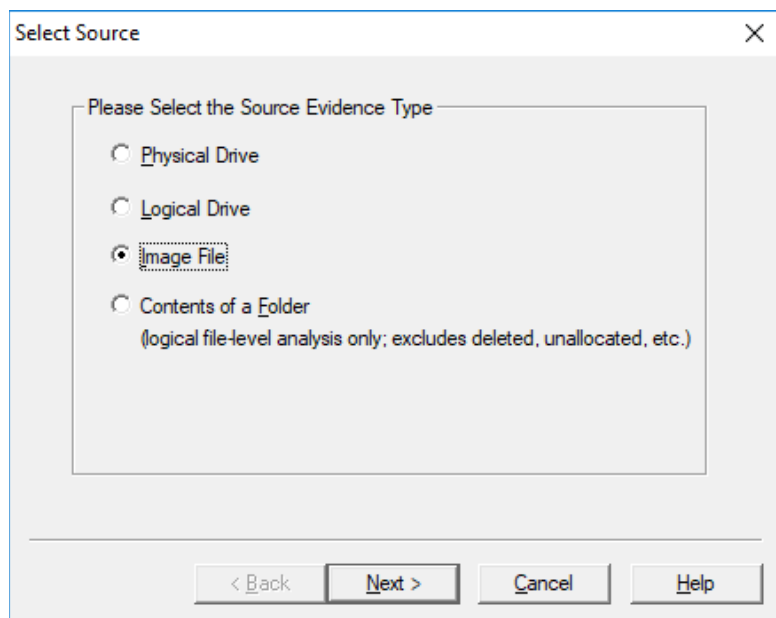 Select Source
Please Select the Source Evidence Type
Physical Drive
Logical Drive
Image File
Contents of a Folder
(logical file-level analysis only; excludes deleted, unallocated, etc.)
< Back
Next >
Cancel
Help